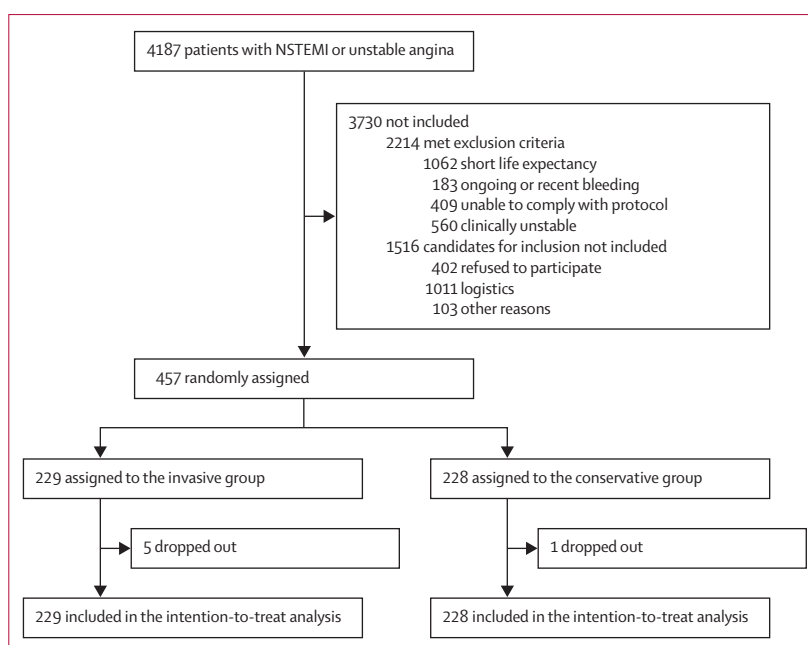 4187 patients with NSTEMI or unstable angina
3730 not included
2214 met exclusion criteria
1062 short life expectancy
183 ongoing or recent bleeding
409 unable to comply with protocol
560 clinically unstable
1516 candidates for inclusion not included
402 refused to participate
1011 logistics
103 other reasons
457 randomly assigned
229 assigned to the invasive group
228 assigned to the conservative group
5 dropped out
1 dropped out
229 included in the intention-to-treat analysis
228 included in the intention-to-treat analysis